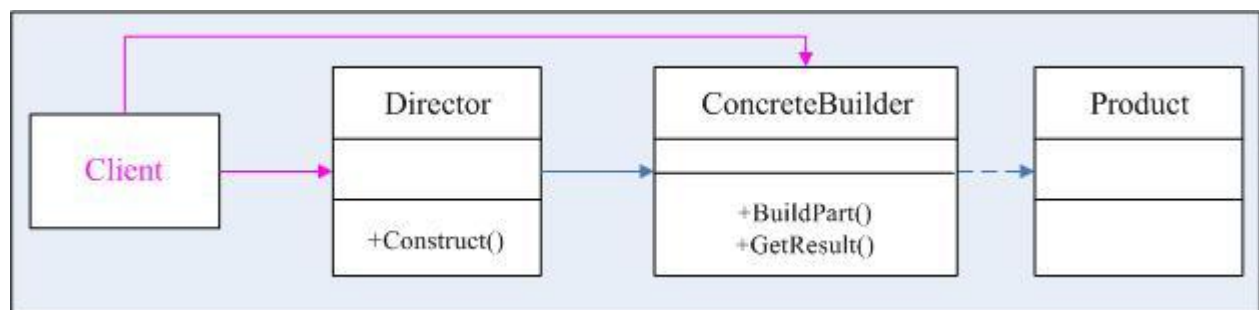 Client
Director
+Construct()
ConcreteBuilder
+BuildPart()
+GetResult()
Product